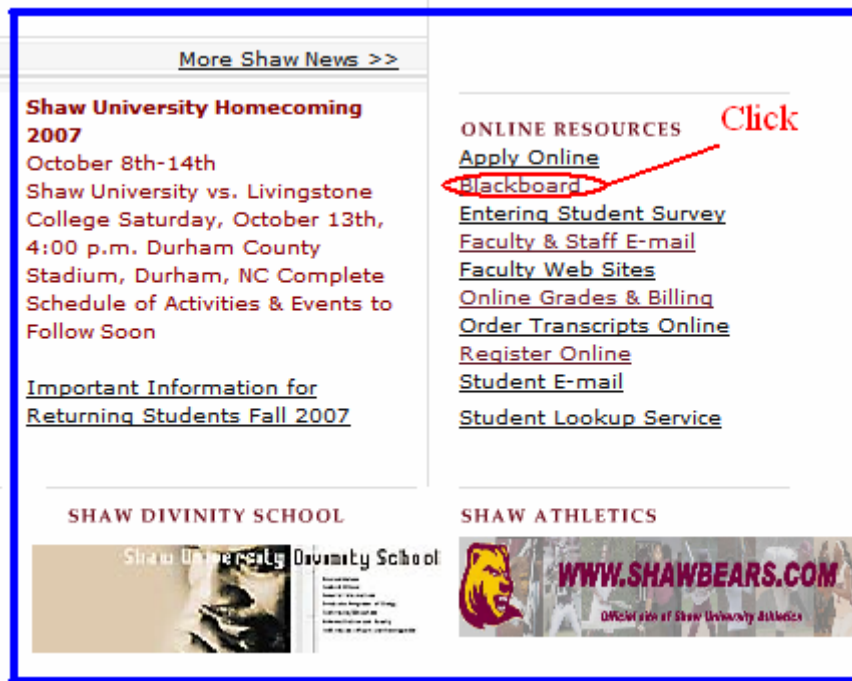 More Shaw News >>
Shaw University Homecoming
2007
October 8th-14th
Shaw University vs. Livingstone
College Saturday, October 13th,
4:00 p.m. Durham County
Stadium, Durham, NC Complete
Schedule of Activities & Events to
Follow Soon
Important Information for
Returning Students Fall 2007
Click
ONLINE RESOURCES
Apply Online
Blackboard
Entering Student Survey
Faculty & Staff E-mail
Faculty Web Sites
Online Grades & Billing
Order Transcripts Online
Register Online
Student E-mail
Student Lookup Service
SHAW DIVINITY SCHOOL
Shaw University Divinity School
SHAW ATHLETICS
WWW.SHAWBEARS.COM
Official site of Shaw University Athletics